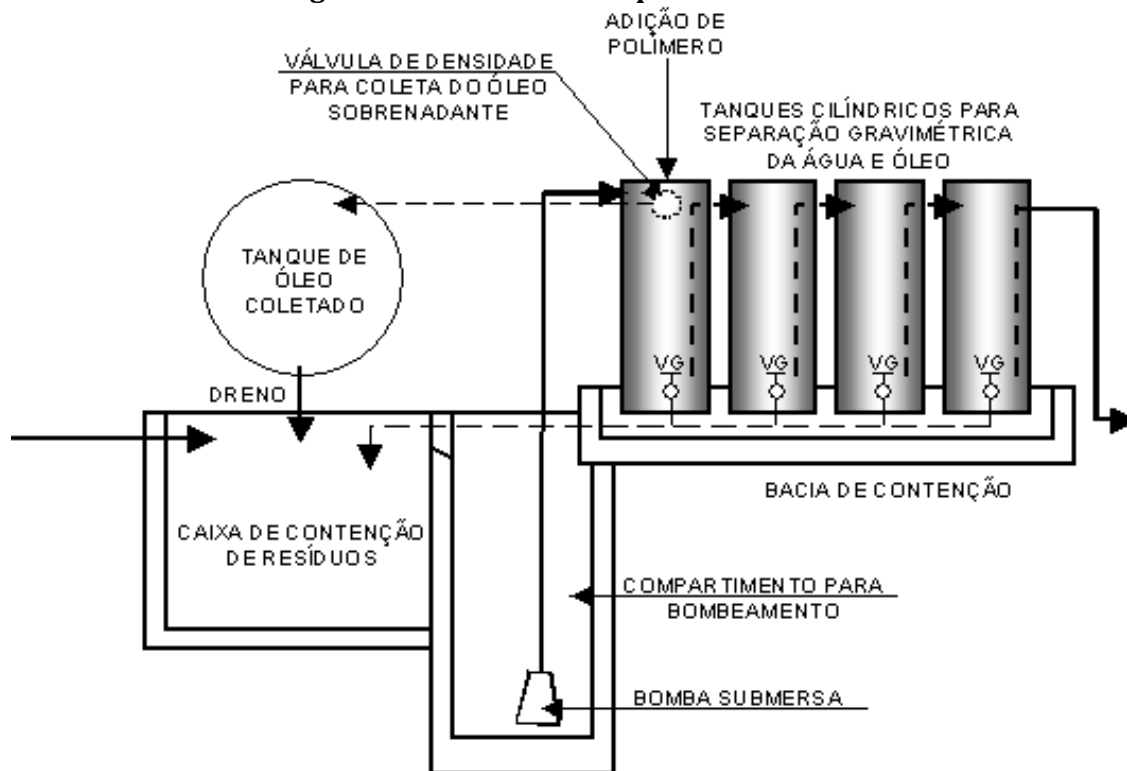 ADIÇÃO DE
POLÍMERO
VÁLVULA DE DENSIDADE
PARA COLETA DO ÓLEO
SOBRENADANTE
TANQUES CILÍNDRICOS PARA
SEPARAÇÃO GRAVIMÉTRICA
DA ÁGUA E ÓLEO
TANQUE DE
ÓLEO
COLETADO
VG
VG
VG
VG
DRENO
BACIA DE CONTENÇÃO
CAIXA DE CONTENÇÃO
DE RESÍDUOS
COMPARTIMENTO PARA
BOMBEAMENTO
BOMBA SUBMERSA